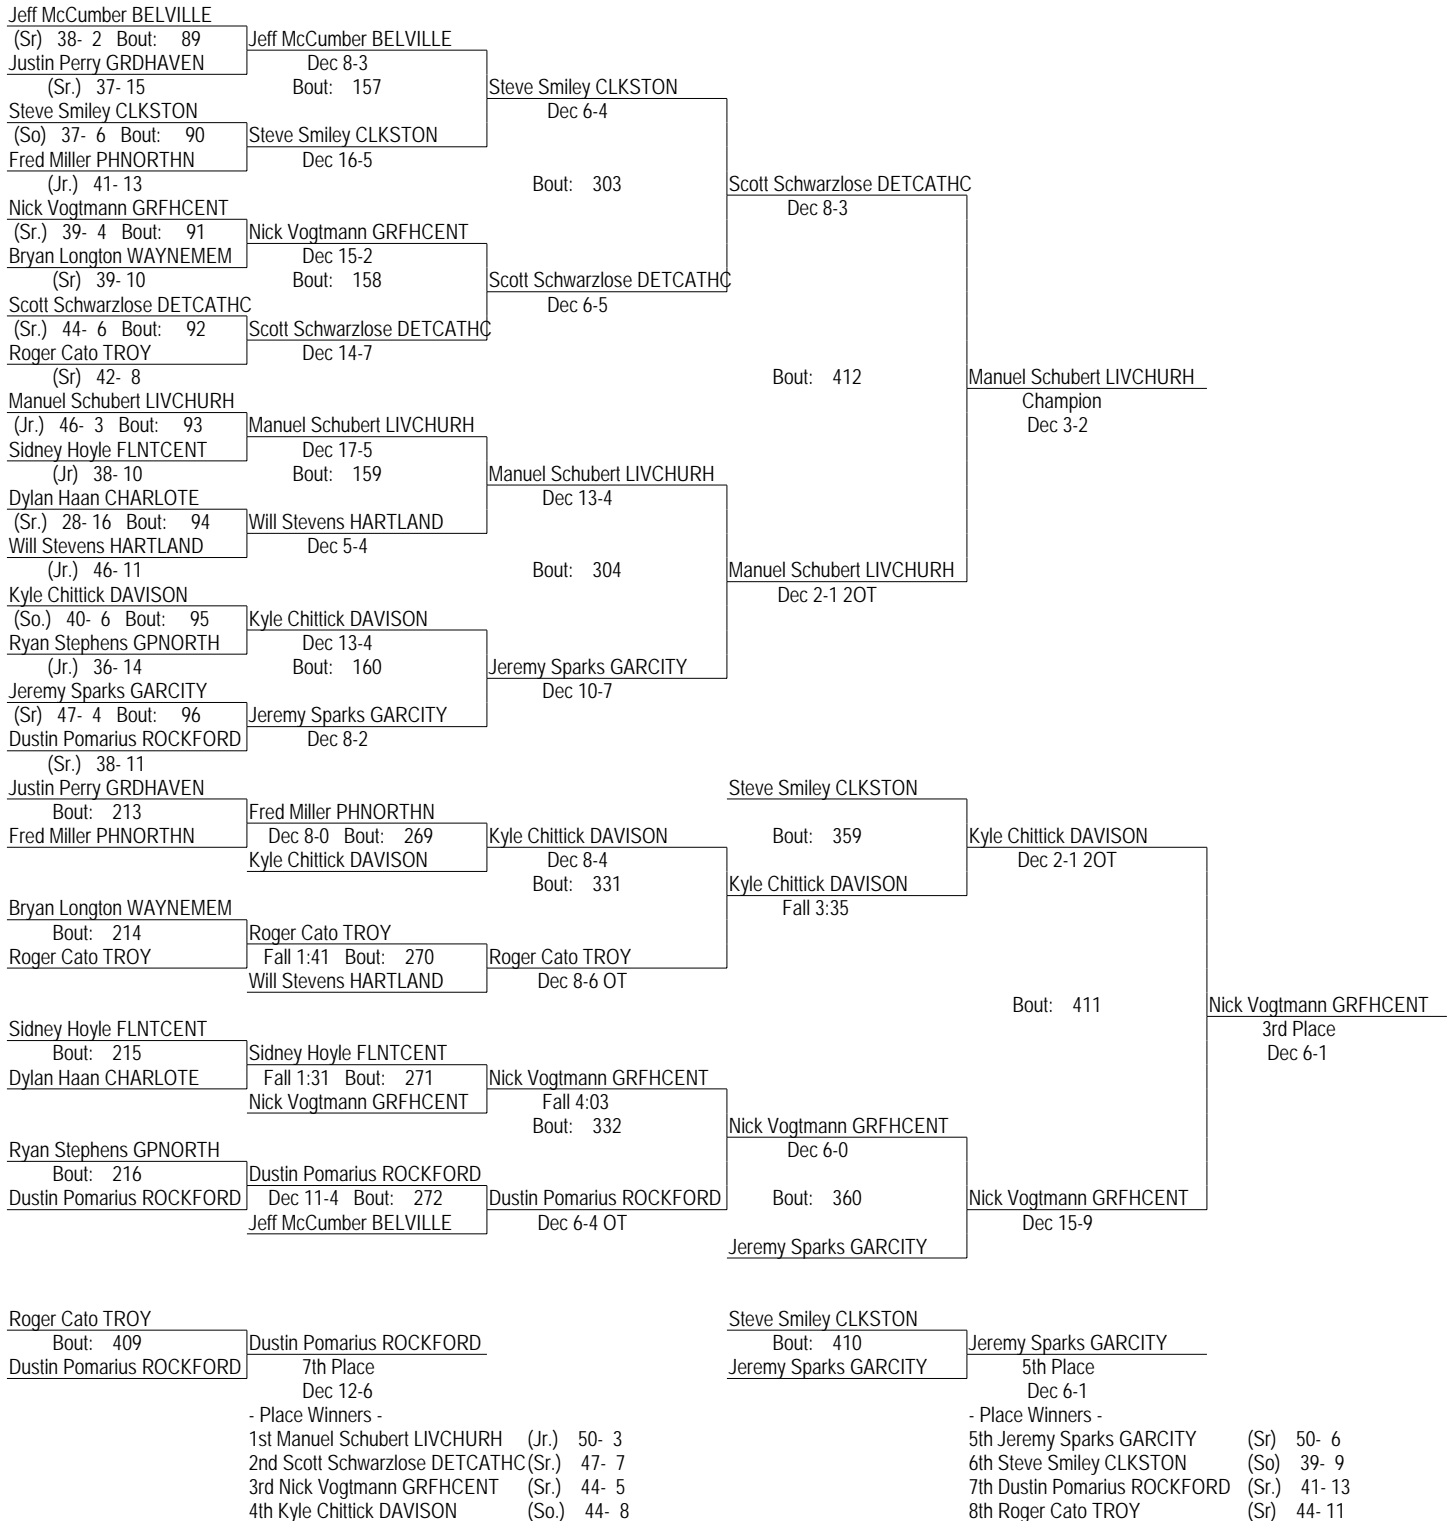 Jeff McCumber BELVILLE
(Sr) 38- 2 Bout: 89 Jeff McCumber BELVILLE
Justin Perry GRDHAVEN Dec 8-3
(Sr.) 37- 15 Bout: 157 Steve Smiley CLKSTON
Steve Smiley CLKSTON Dec 6-4
(So) 37- 6 Bout: 90 Steve Smiley CLKSTON
Fred Miller PHNORTHN Dec 16-5
(Jr.) 41- 13 Bout: 303 Scott Schwarzlose DETCATHC
Nick Vogtmann GRFHCENT Dec 8-3
(Sr.) 39- 4 Bout: 91 Nick Vogtmann GRFHCENT
Bryan Longton WAYNEMEM Dec 15-2
(Sr) 39- 10 Bout: 158 Scott Schwarzlose DETCATHC
Scott Schwarzlose DETCATHC Dec 6-5
(Sr.) 44- 6 Bout: 92 Scott Schwarzlose DETCATHC
Roger Cato TROY Dec 14-7
(Sr) 42- 8 Bout: 412 Manuel Schubert LIVCHURH
Manuel Schubert LIVCHURH Champion
(Jr.) 46- 3 Bout: 93 Manuel Schubert LIVCHURH Dec 3-2
Sidney Hoyle FLNTCENT Dec 17-5
(Jr) 38- 10 Bout: 159 Manuel Schubert LIVCHURH
Dylan Haan CHARLOTE Dec 13-4
(Sr.) 28- 16 Bout: 94 Will Stevens HARTLAND
Will Stevens HARTLAND Dec 5-4
(Jr.) 46- 11 Bout: 304 Manuel Schubert LIVCHURH
Kyle Chittick DAVISON Dec 2-1 2OT
(So.) 40- 6 Bout: 95 Kyle Chittick DAVISON
Ryan Stephens GPNORTH Dec 13-4
(Jr.) 36- 14 Bout: 160 Jeremy Sparks GARCITY
Jeremy Sparks GARCITY Dec 10-7
(Sr) 47- 4 Bout: 96 Jeremy Sparks GARCITY
Dustin Pomarius ROCKFORD Dec 8-2
(Sr.) 38- 11
Justin Perry GRDHAVEN Steve Smiley CLKSTON
Bout: 213 Fred Miller PHNORTHN
Fred Miller PHNORTHN Dec 8-0 Bout: 269 Kyle Chittick DAVISON Bout: 359 Kyle Chittick DAVISON
Kyle Chittick DAVISON Dec 8-4 Dec 2-1 2OT
Bout: 331 Kyle Chittick DAVISON
Bryan Longton WAYNEMEM Fall 3:35
Bout: 214 Roger Cato TROY
Roger Cato TROY Fall 1:41 Bout: 270 Roger Cato TROY
Will Stevens HARTLAND Dec 8-6 OT
Bout: 411 Nick Vogtmann GRFHCENT
Sidney Hoyle FLNTCENT 3rd Place
Bout: 215 Sidney Hoyle FLNTCENT Dec 6-1
Dylan Haan CHARLOTE Fall 1:31 Bout: 271 Nick Vogtmann GRFHCENT
Nick Vogtmann GRFHCENT Fall 4:03
Bout: 332 Nick Vogtmann GRFHCENT
Ryan Stephens GPNORTH Dec 6-0
Bout: 216 Dustin Pomarius ROCKFORD
Dustin Pomarius ROCKFORD Dec 11-4 Bout: 272 Dustin Pomarius ROCKFORD Bout: 360 Nick Vogtmann GRFHCENT
Jeff McCumber BELVILLE Dec 6-4 OT Dec 15-9
Jeremy Sparks GARCITY
Roger Cato TROY Steve Smiley CLKSTON
Bout: 409 Dustin Pomarius ROCKFORD Bout: 410 Jeremy Sparks GARCITY
Dustin Pomarius ROCKFORD 7th Place Jeremy Sparks GARCITY 5th Place
Dec 12-6 Dec 6-1
- Place Winners - - Place Winners -
1st Manuel Schubert LIVCHURH (Jr.) 50- 3 5th Jeremy Sparks GARCITY (Sr) 50- 6
2nd Scott Schwarzlose DETCATHC (Sr.) 47- 7 6th Steve Smiley CLKSTON (So) 39- 9
3rd Nick Vogtmann GRFHCENT (Sr.) 44- 5 7th Dustin Pomarius ROCKFORD (Sr.) 41- 13
4th Kyle Chittick DAVISON (So.) 44- 8 8th Roger Cato TROY (Sr) 44- 11